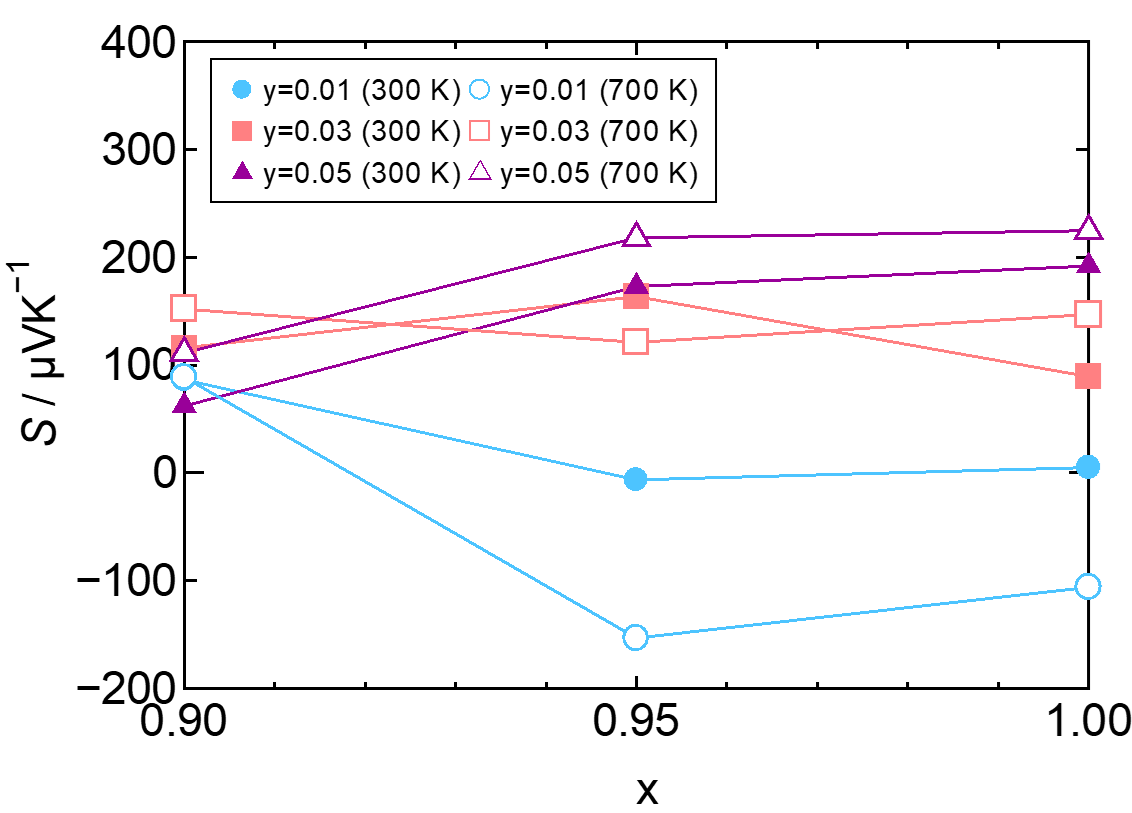 400
y=0.01 (300 K) y=0.01 (700 K)
y=0.03 (300 K) y=0.03 (700 K)
y=0.05 (300 K) y=0.05 (700 K)
300
200
100
0
−100
−200
S / μVK⁻¹
0.90 0.95 1.00
x